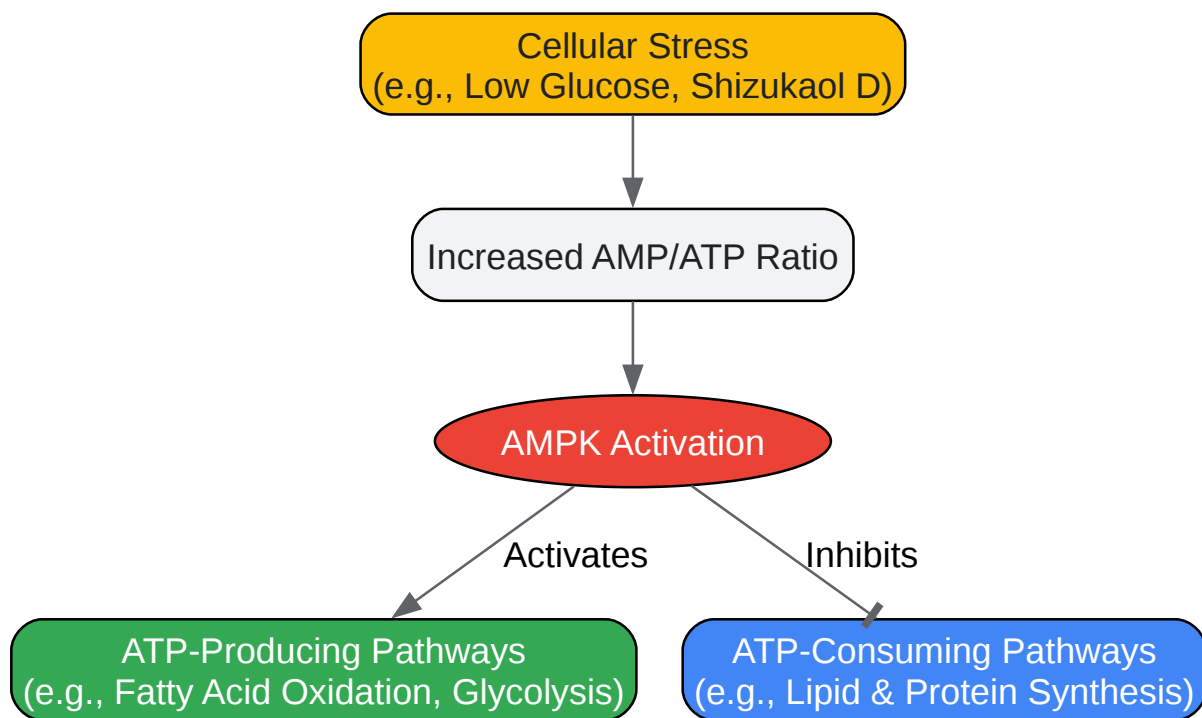 Cellular Stress
(e.g., Low Glucose, Shizukaol D)
Increased AMP/ATP Ratio
AMPK Activation
Activates
Inhibits
ATP-Producing Pathways
(e.g., Fatty Acid Oxidation, Glycolysis)
ATP-Consuming Pathways
(e.g., Lipid & Protein Synthesis)